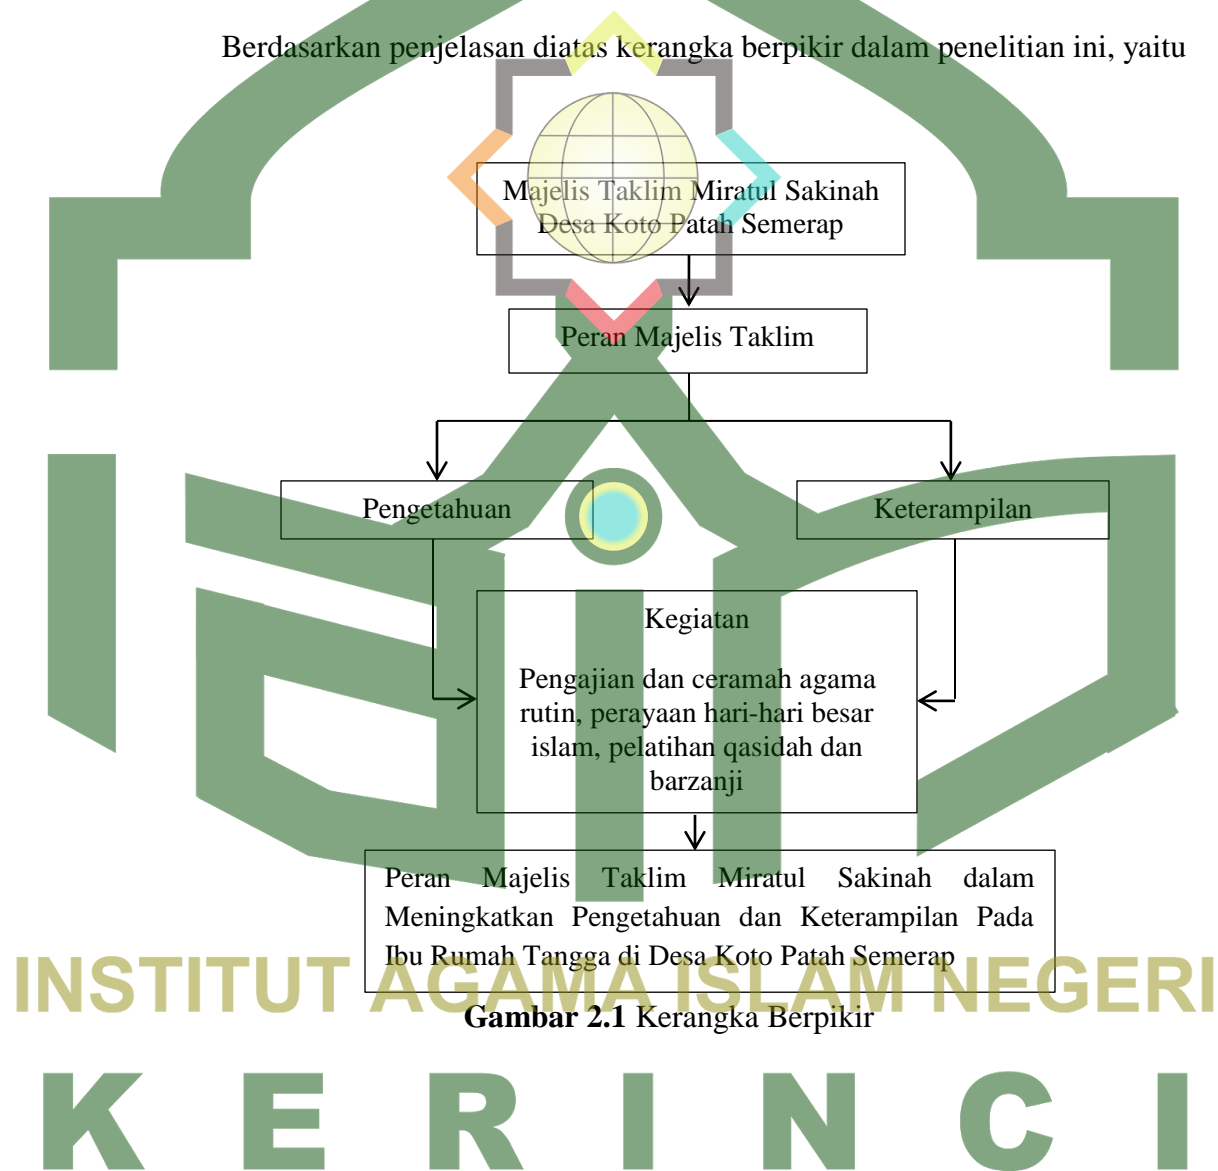 Berdasarkan penjelasan diatas kerangka berpikir dalam penelitian ini, yaitu
Majelis Taklim Miratul Sakinah
Desa Koto Patah Semerap
Peran Majelis Taklim
Pengetahuan
Keterampilan
Kegiatan
Pengajian dan ceramah agama
rutin, perayaan hari-hari besar
islam, pelatihan qasidah dan
barzanji
Peran Majelis Taklim Miratul Sakinah dalam
Meningkatkan Pengetahuan dan Keterampilan Pada
Ibu Rumah Tangga di Desa Koto Patah Semerap
INSTITUT AGAMA ISLAM NEGERI
Gambar 2.1 Kerangka Berpikir
K E R I N C I